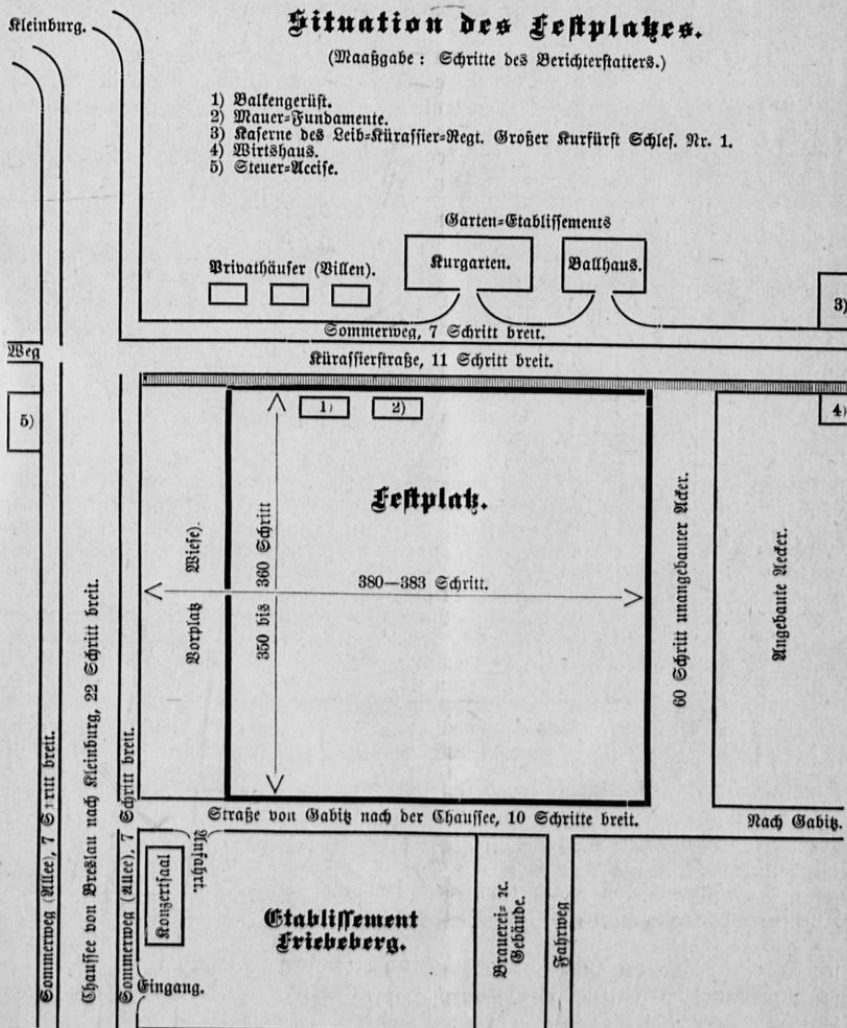 Kleinburg.
Situation des Festplatzes.
(Maaßgabe: Schritte des Berichterstatters.)
1) Balkengerüst.
2) Mauer-Fundamente.
3) Kaserne des Leib-Kürassier-Regt. Großer Kurfürst Schles. Nr. 1.
4) Wirtshaus.
5) Steuer-Accise.
Garten-Etablissements
Privathäuser (Villen).
Kurgarten.
Ballhaus.
3)
Sommerweg, 7 Schritt breit.
Weg
Kürassierstraße, 11 Schritt breit.
5)
1)
2)
4)
Festplatz.
350 bis 360 Schritt
380—383 Schritt.
Vorplatz Wiese).
60 Schritt unangebauter Acker.
Angebaute Aecker.
Sommerweg (Allee), 7 Schritt breit.
Chaussee von Breslau nach Kleinburg, 22 Schritt breit.
Sommerweg (Allee), 7 Schritt breit.
Straße von Gabitz nach der Chaussee, 10 Schritte breit.
Nach Gabitz.
Anfahrt.
Konzertsaal
Etablissement
Friebeberg.
Brauerei- ꝛc.
Gebäude.
Fahrweg
Eingang.